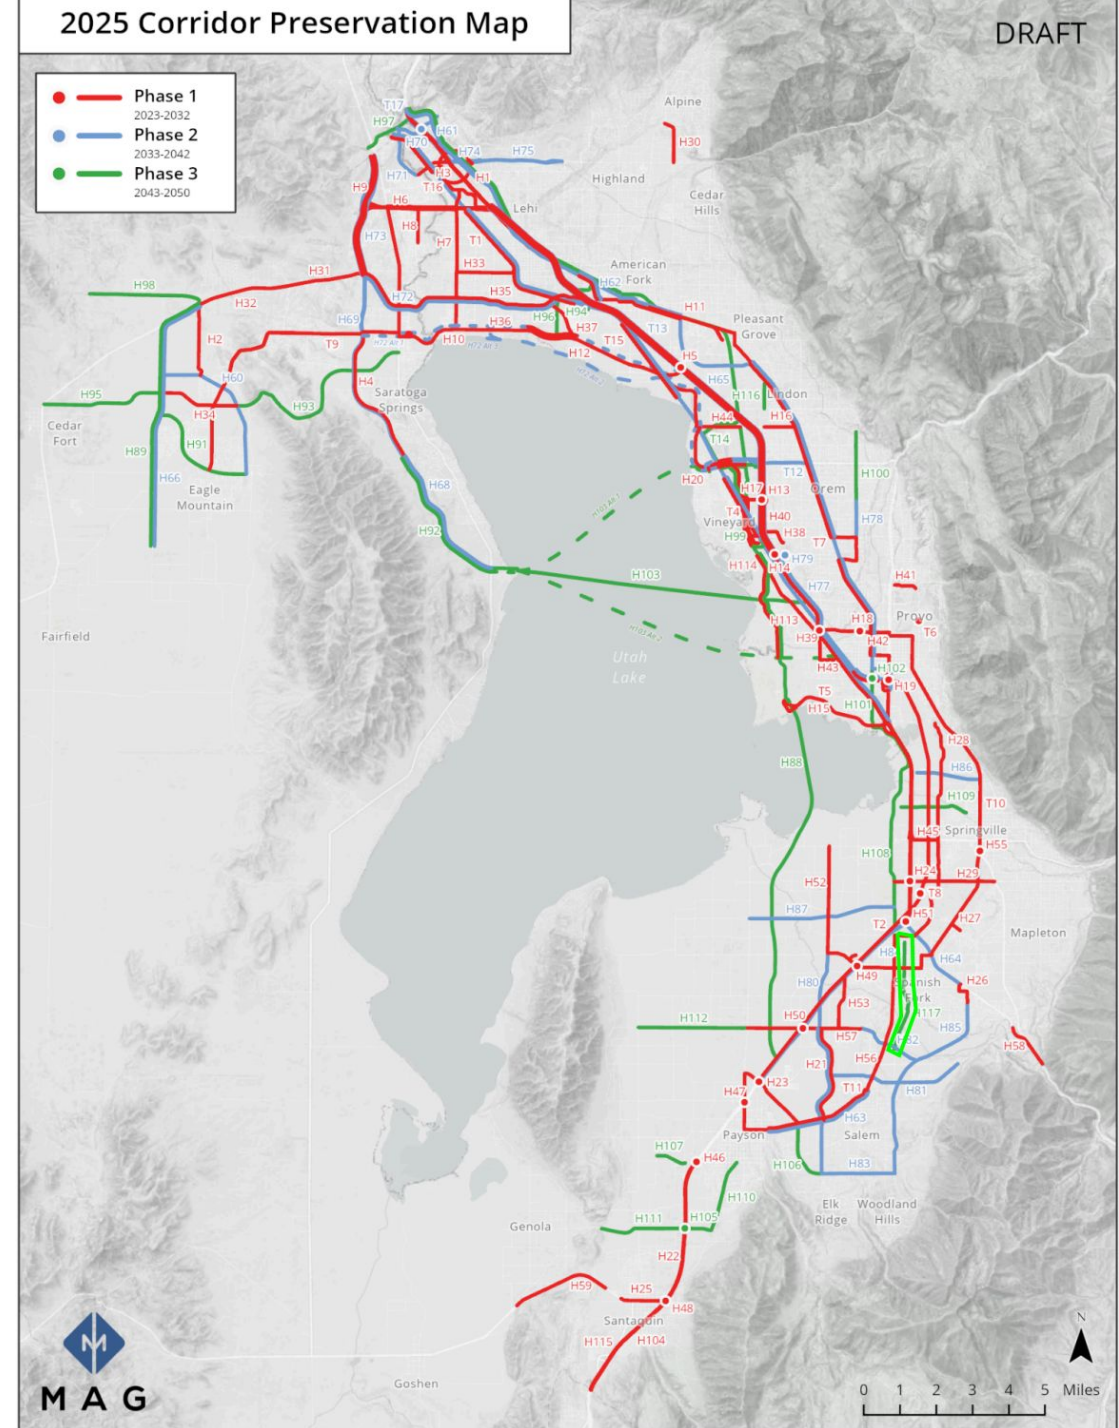 2025 Corridor Preservation Map
DRAFT
Phase 1
2023-2032
Phase 2
2033-2042
Phase 3
2043-2050
Alpine
T17
H97
H61
H70
H30
H74
H75
H71
H3
H1
Highland
T16
H9
Cedar
Hills
H6
Lehi
H8
H73
H7
T1
H33
American
Fork
H31
H98
H62
H35
H32
H72
H11
H96
H94
Pleasant
Grove
H69
H36
H37
T13
H2
T9
H10
T15
H12
H5
H60
H65
H4
Saratoga
Springs
H95
H116
Lindon
H93
H34
H44
H16
Cedar
Fort
T14
H91
H89
H66
T12
H100
H20
H68
H17
H13
Orem
Eagle
Mountain
T4
H40
Vineyard
H78
H92
H99
H38
T7
H79
H114
H14
H103
H41
H77
Provo
H113
H18
T6
Fairfield
H39
H42
Utah
Lake
H43
H102
H19
T5
H15
H101
H28
H88
H86
H109
T10
H45
Springville
H55
H108
H24
H29
H52
T8
H87
H51
H27
T2
Mapleton
H64
H49
H80
Spanish
Fork
H26
H53
H117
H112
H50
H57
H85
H82
H58
H21
H56
H23
T11
H81
H47
H63
Payson
Salem
H107
H46
H106
H83
H110
Elk
Ridge
Woodland
Hills
Genola
H111
H105
H22
H59
H25
H48
Santaquin
H115
H104
Goshen
N
MAG
0 1 2 3 4 5 Miles